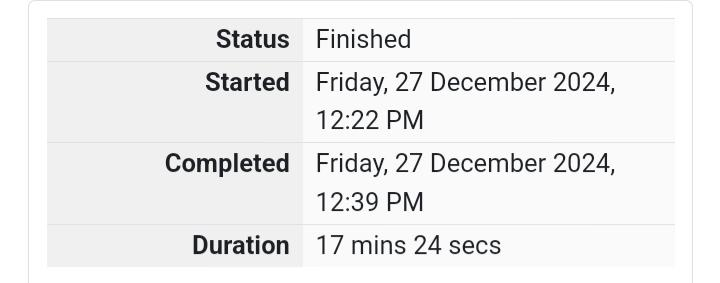 Status Finished
Started Friday, 27 December 2024,
12:22 PM
Completed Friday, 27 December 2024,
12:39 PM
Duration 17 mins 24 secs